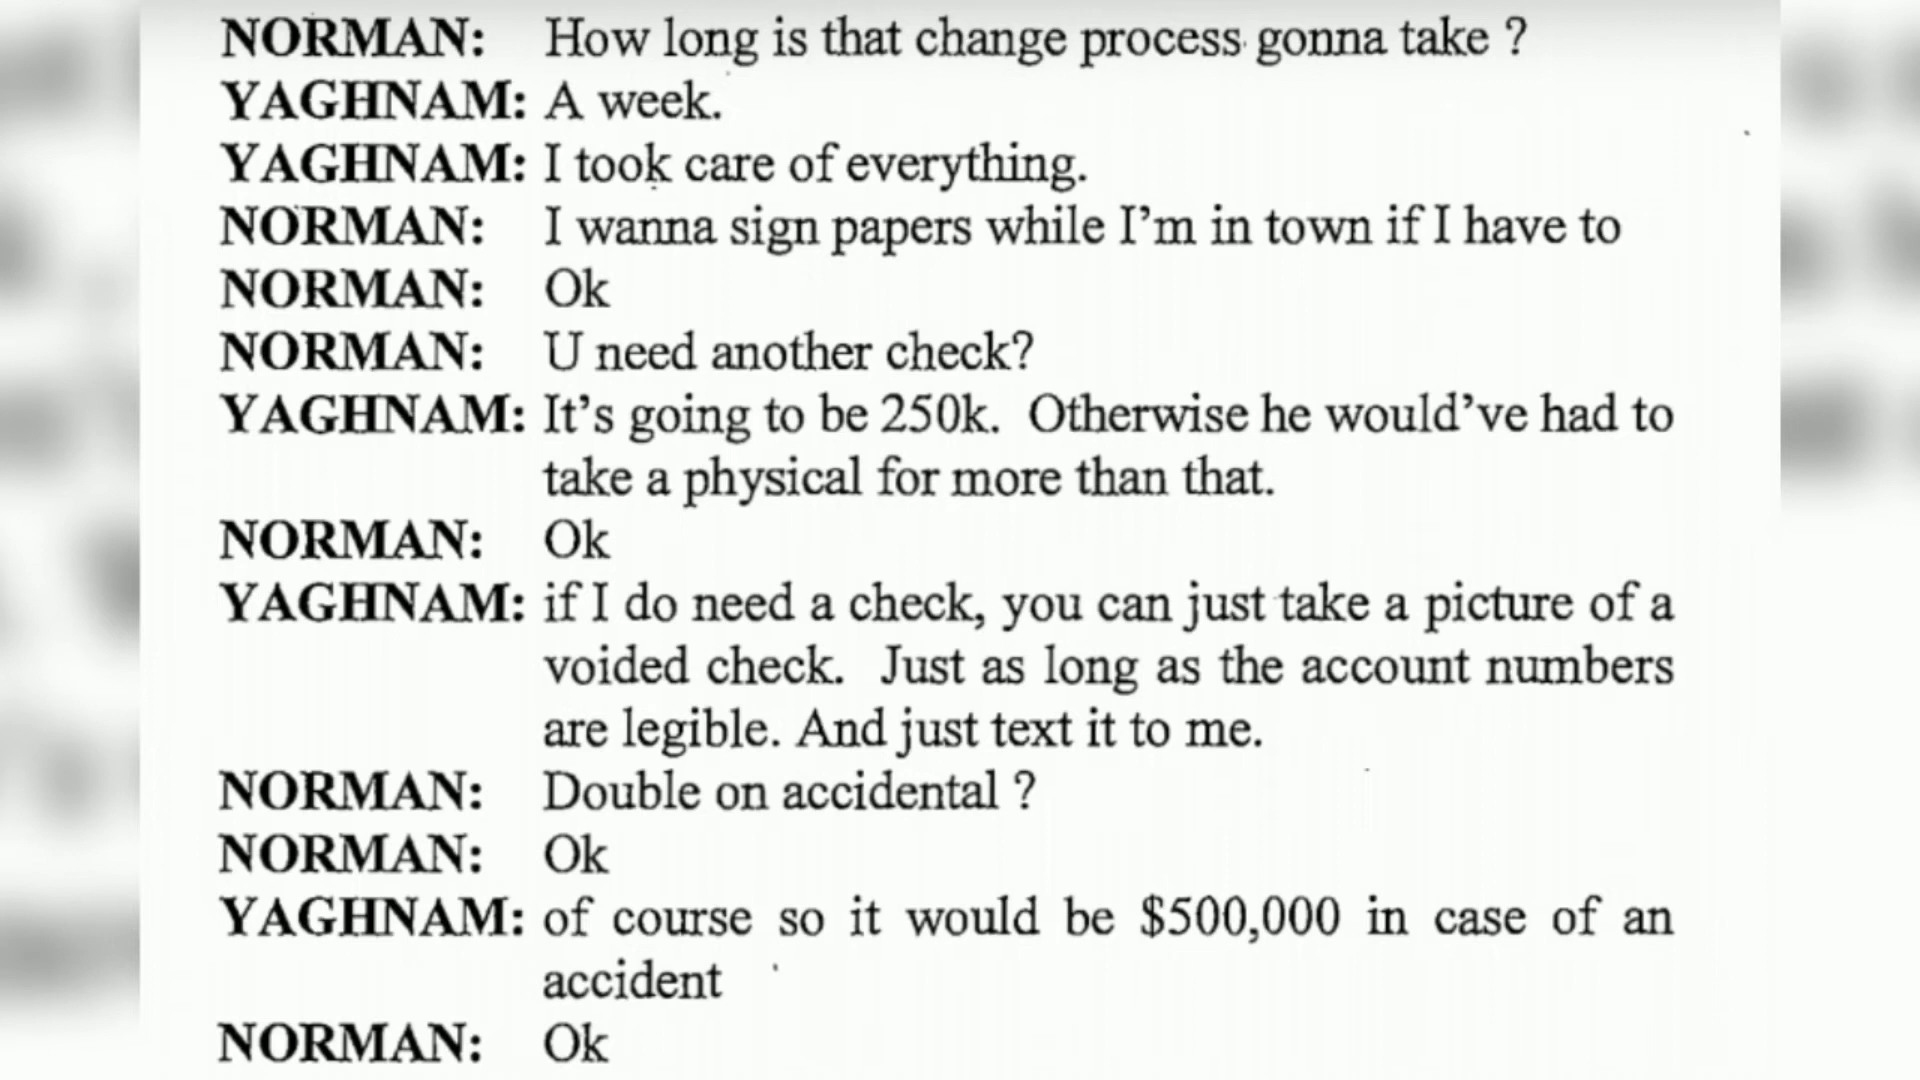 NORMAN: How long is that change process gonna take ?
YAGHNAM: A week.
YAGHNAM: I took care of everything.
NORMAN: I wanna sign papers while I'm in town if I have to
NORMAN: Ok
NORMAN: U need another check?
YAGHNAM: It's going to be 250k. Otherwise he would've had to
take a physical for more than that.
NORMAN: Ok
YAGHNAM: if I do need a check, you can just take a picture of a
voided check. Just as long as the account numbers
are legible. And just text it to me.
NORMAN: Double on accidental ?
NORMAN: Ok
YAGHNAM: of course so it would be $500,000 in case of an
accident
NORMAN: Ok